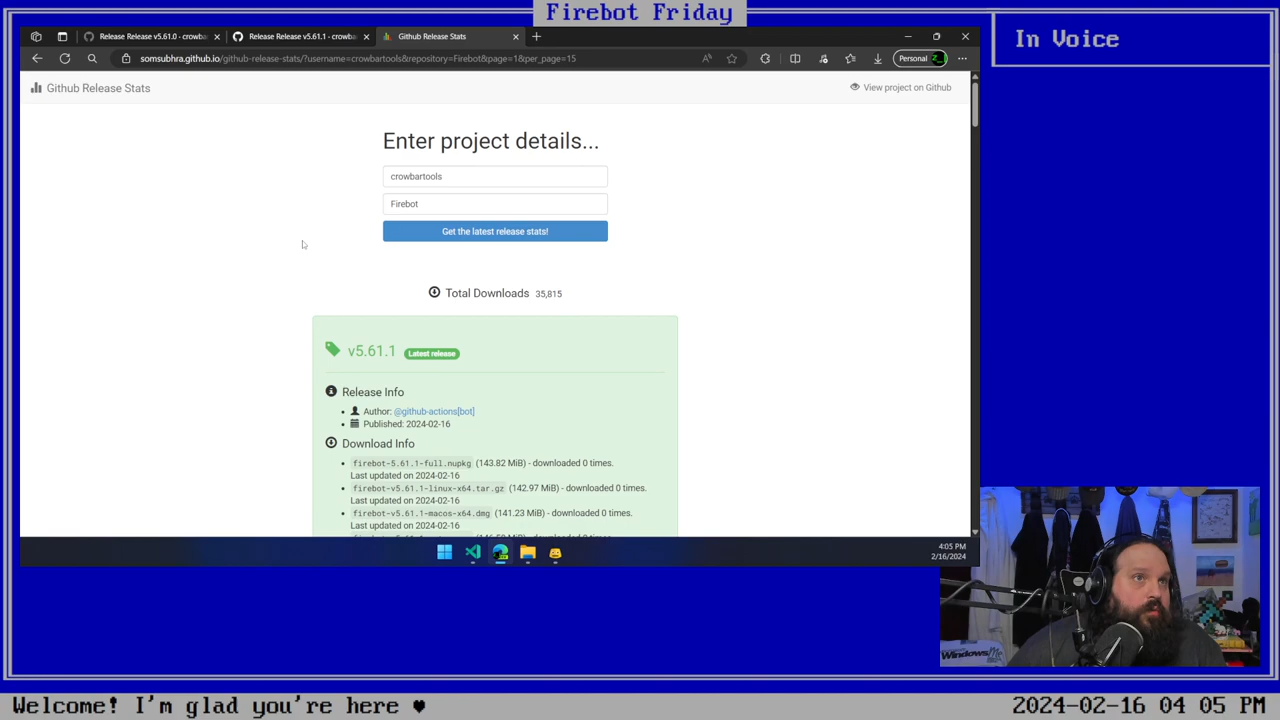 Firebot Friday
In Voice
Release Release v5.61.0 · crowba
Release Release v5.61.1 · crowba
Github Release Stats
somsubhra.github.io/github-release-stats/?username=crowbartools&repository=Firebot&page=1&per_page=15
Personal
Github Release Stats
View project on Github
Enter project details...
crowbartools
Firebot
Get the latest release stats!
Total Downloads 35,815
v5.61.1 Latest release
Release Info
Author: @github-actions[bot]
Published: 2024-02-16
Download Info
firebot-5.61.1-full.nupkg (143.82 MiB) - downloaded 0 times.
Last updated on 2024-02-16
firebot-v5.61.1-linux-x64.tar.gz (142.97 MiB) - downloaded 0 times.
Last updated on 2024-02-16
firebot-v5.61.1-macos-x64.dmg (141.23 MiB) - downloaded 0 times.
Last updated on 2024-02-16
4:05 PM
2/16/2024
Windows Me
Welcome! I'm glad you're here ♥
2024-02-16 04 05 PM